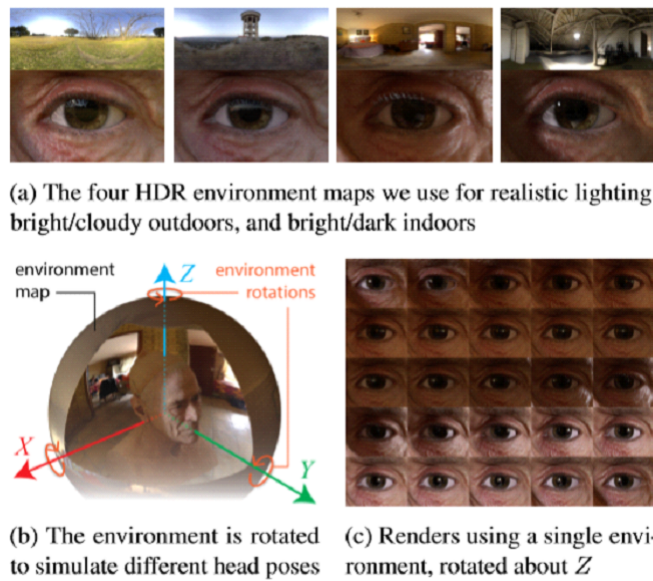 (a) The four HDR environment maps we use for realistic lighting
bright/cloudy outdoors, and bright/dark indoors
environment
map
Z
environment
rotations
X
Y
(b) The environment is rotated
to simulate different head poses
(c) Renders using a single envi-
ronment, rotated about Z